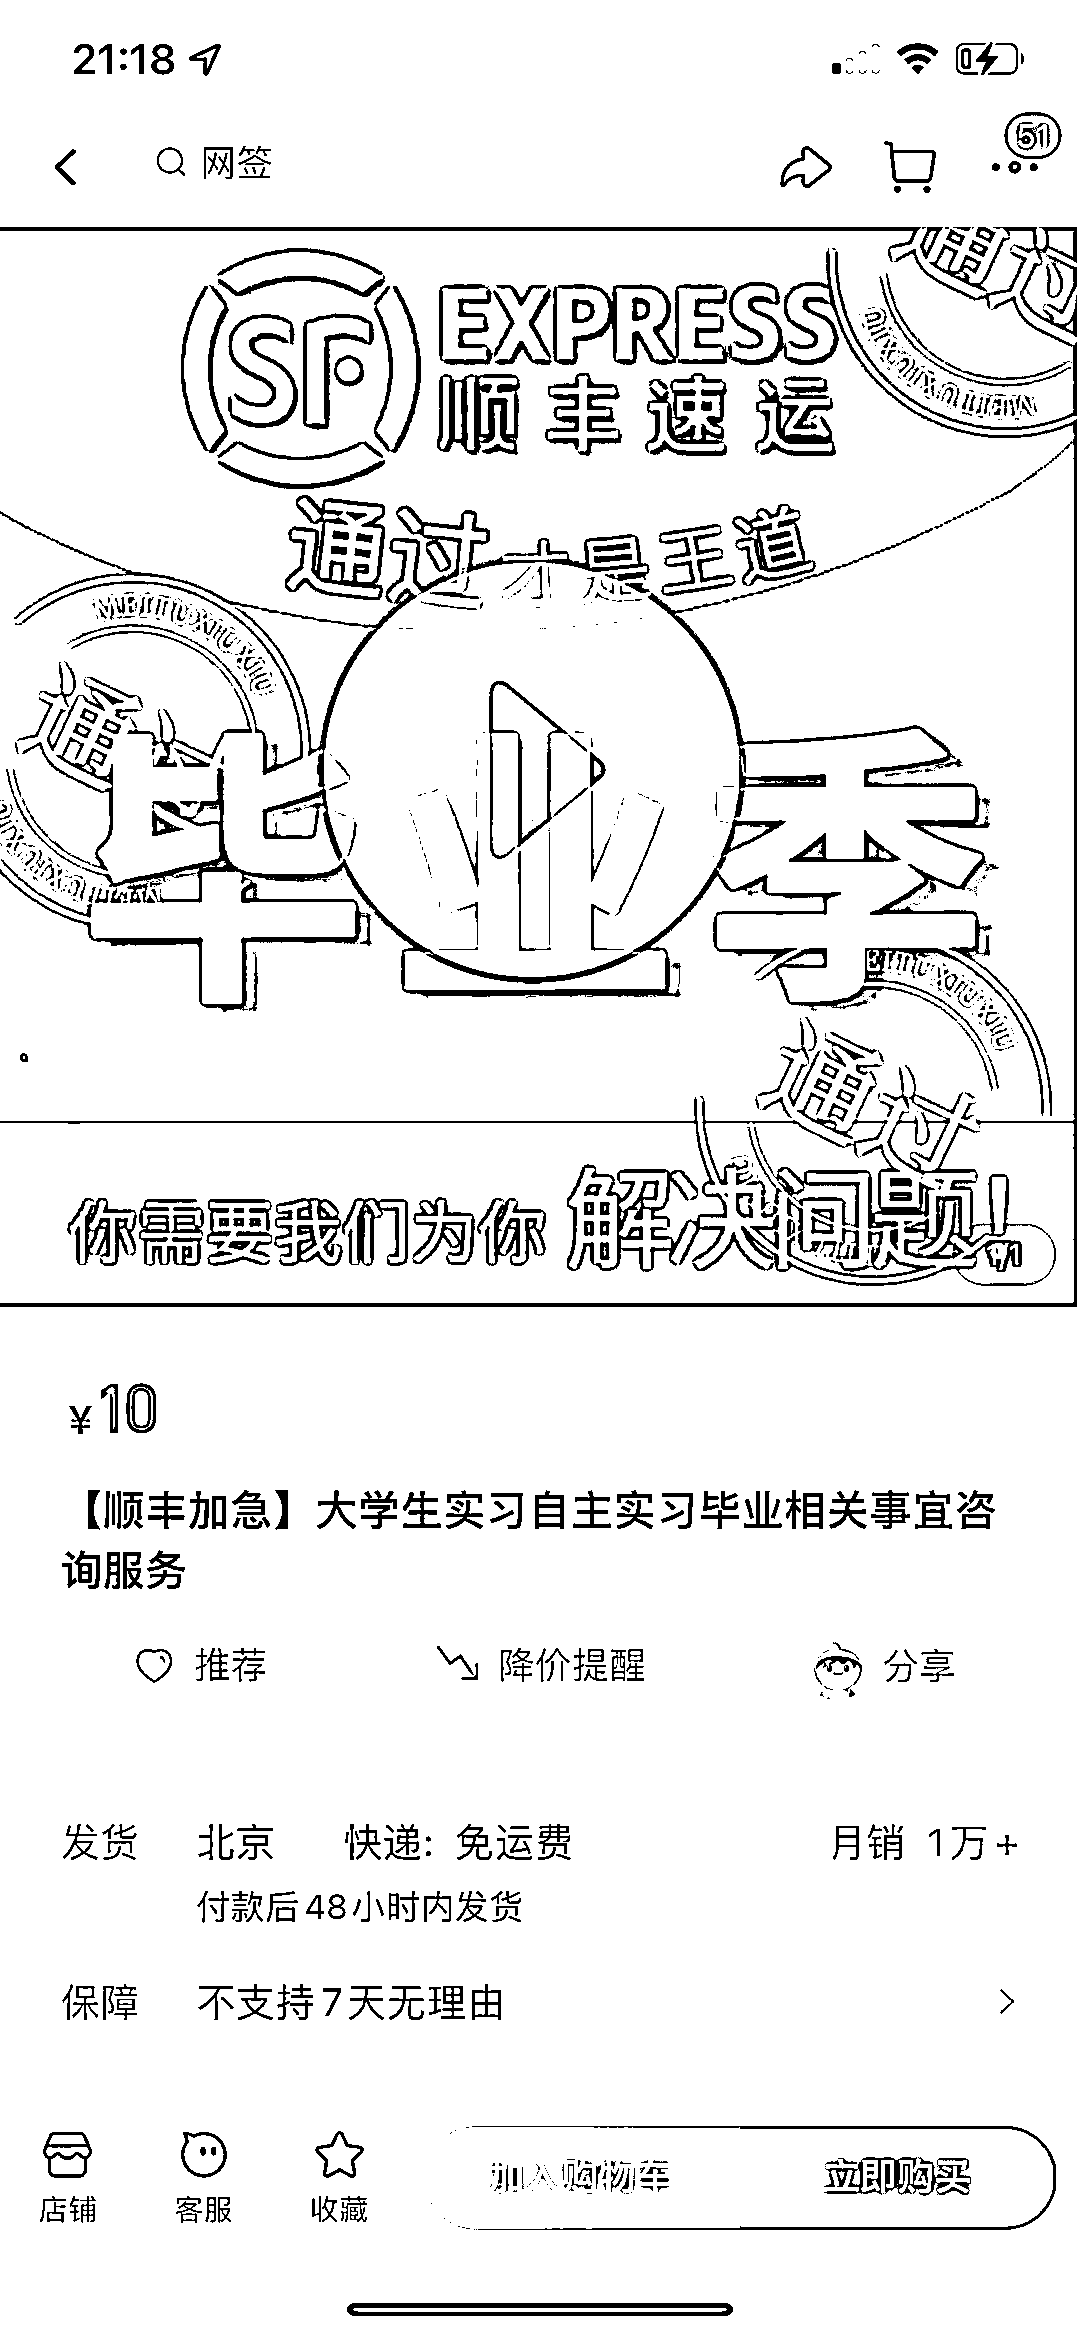 21:18
网签
51
通过
MEITUXIUXIU
SF EXPRESS
顺丰速运
通过才是王道
MEITUXIUXIU
通
毕业季
MEITUXIUXIU
通过
你需要我们为你 解决问题!
1/1
¥10
【顺丰加急】大学生实习自主实习毕业相关事宜咨
询服务
推荐 降价提醒 分享
发货 北京 快递: 免运费 月销 1万+
付款后48小时内发货
保障 不支持7天无理由
店铺 客服 收藏 加入购物车 立即购买